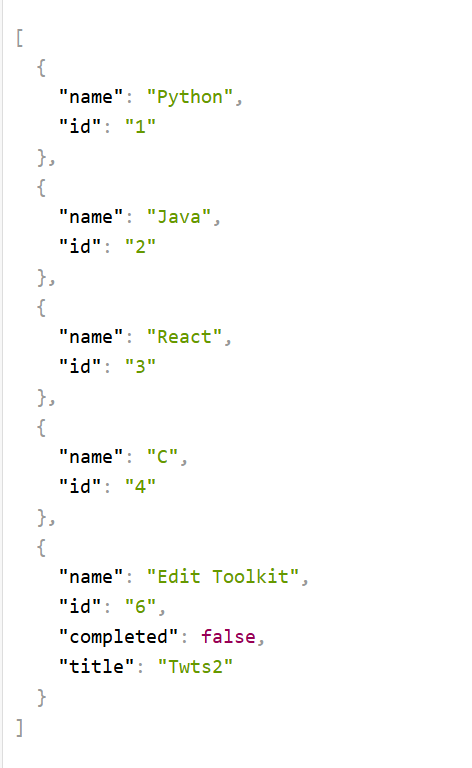 [
  {
    "name": "Python",
    "id": "1"
  },
  {
    "name": "Java",
    "id": "2"
  },
  {
    "name": "React",
    "id": "3"
  },
  {
    "name": "C",
    "id": "4"
  },
  {
    "name": "Edit Toolkit",
    "id": "6",
    "completed": false,
    "title": "Twts2"
  }
]